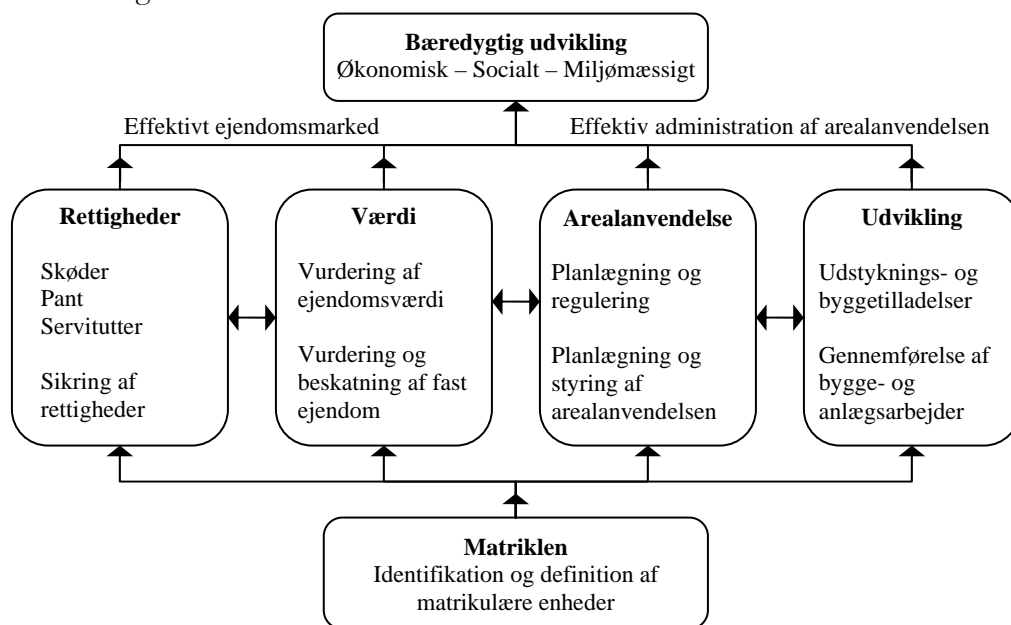 Bæredygtig udvikling
Økonomisk – Socialt – Miljømæssigt
Effektivt ejendomsmarked
Effektiv administration af arealanvendelsen
Rettigheder
Skøder
Pant
Servitutter
Sikring af
rettigheder
Værdi
Vurdering af
ejendomsværdi
Vurdering og
beskatning af fast
ejendom
Arealanvendelse
Planlægning og
regulering
Planlægning og
styring af
arealanvendelsen
Udvikling
Udstyknings- og
byggetilladelser
Gennemførelse af
bygge- og
anlægsarbejder
Matriklen
Identifikation og definition af
matrikulære enheder